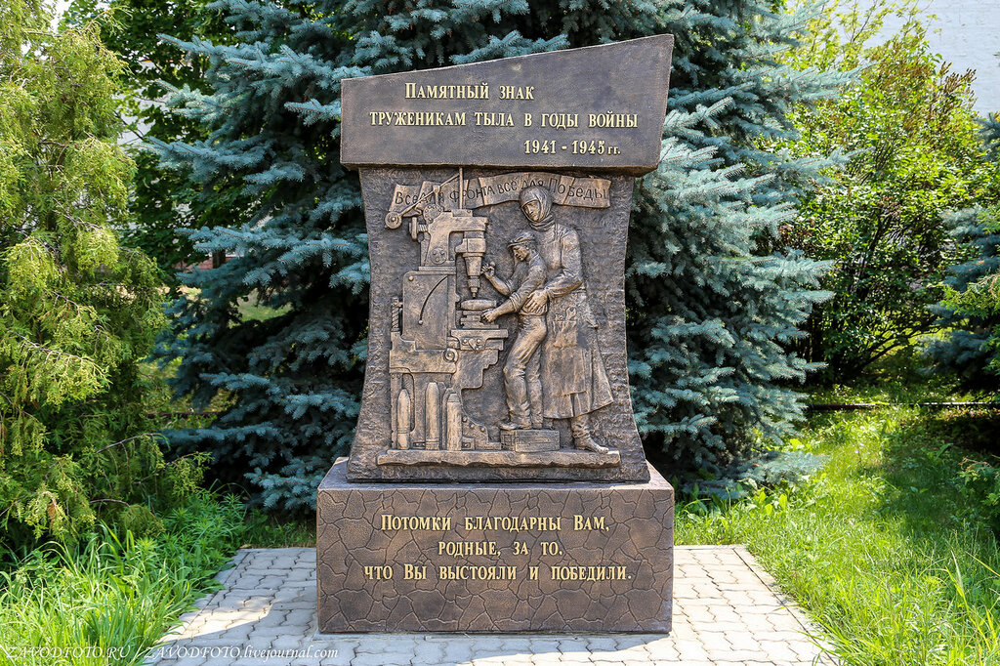 Памятный знак
труженикам тыла в годы войны
1941 - 1945 гг.
Всё для фронта всё для Победы
Потомки благодарны Вам,
родные, за то,
что Вы выстояли и победили.
ZAVODFOTO.RU / ZAVODFOTO.livejournal.com